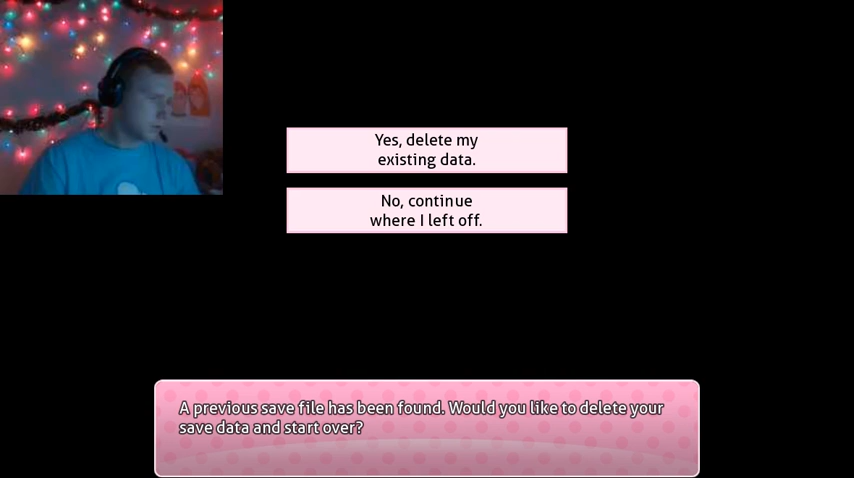 Yes, delete my
existing data.
No, continue
where I left off.
A previous save file has been found. Would you like to delete your
save data and start over?